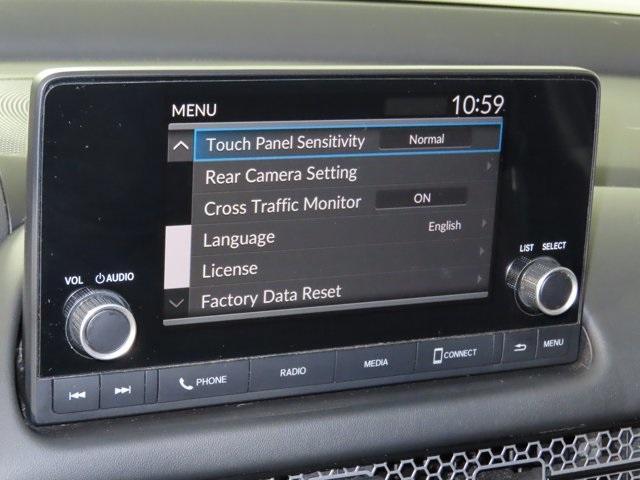 MENU 10:59
Touch Panel Sensitivity Normal
Rear Camera Setting
Cross Traffic Monitor ON
Language English
License
Factory Data Reset
VOL AUDIO
LIST SELECT
PHONE RADIO MEDIA CONNECT MENU